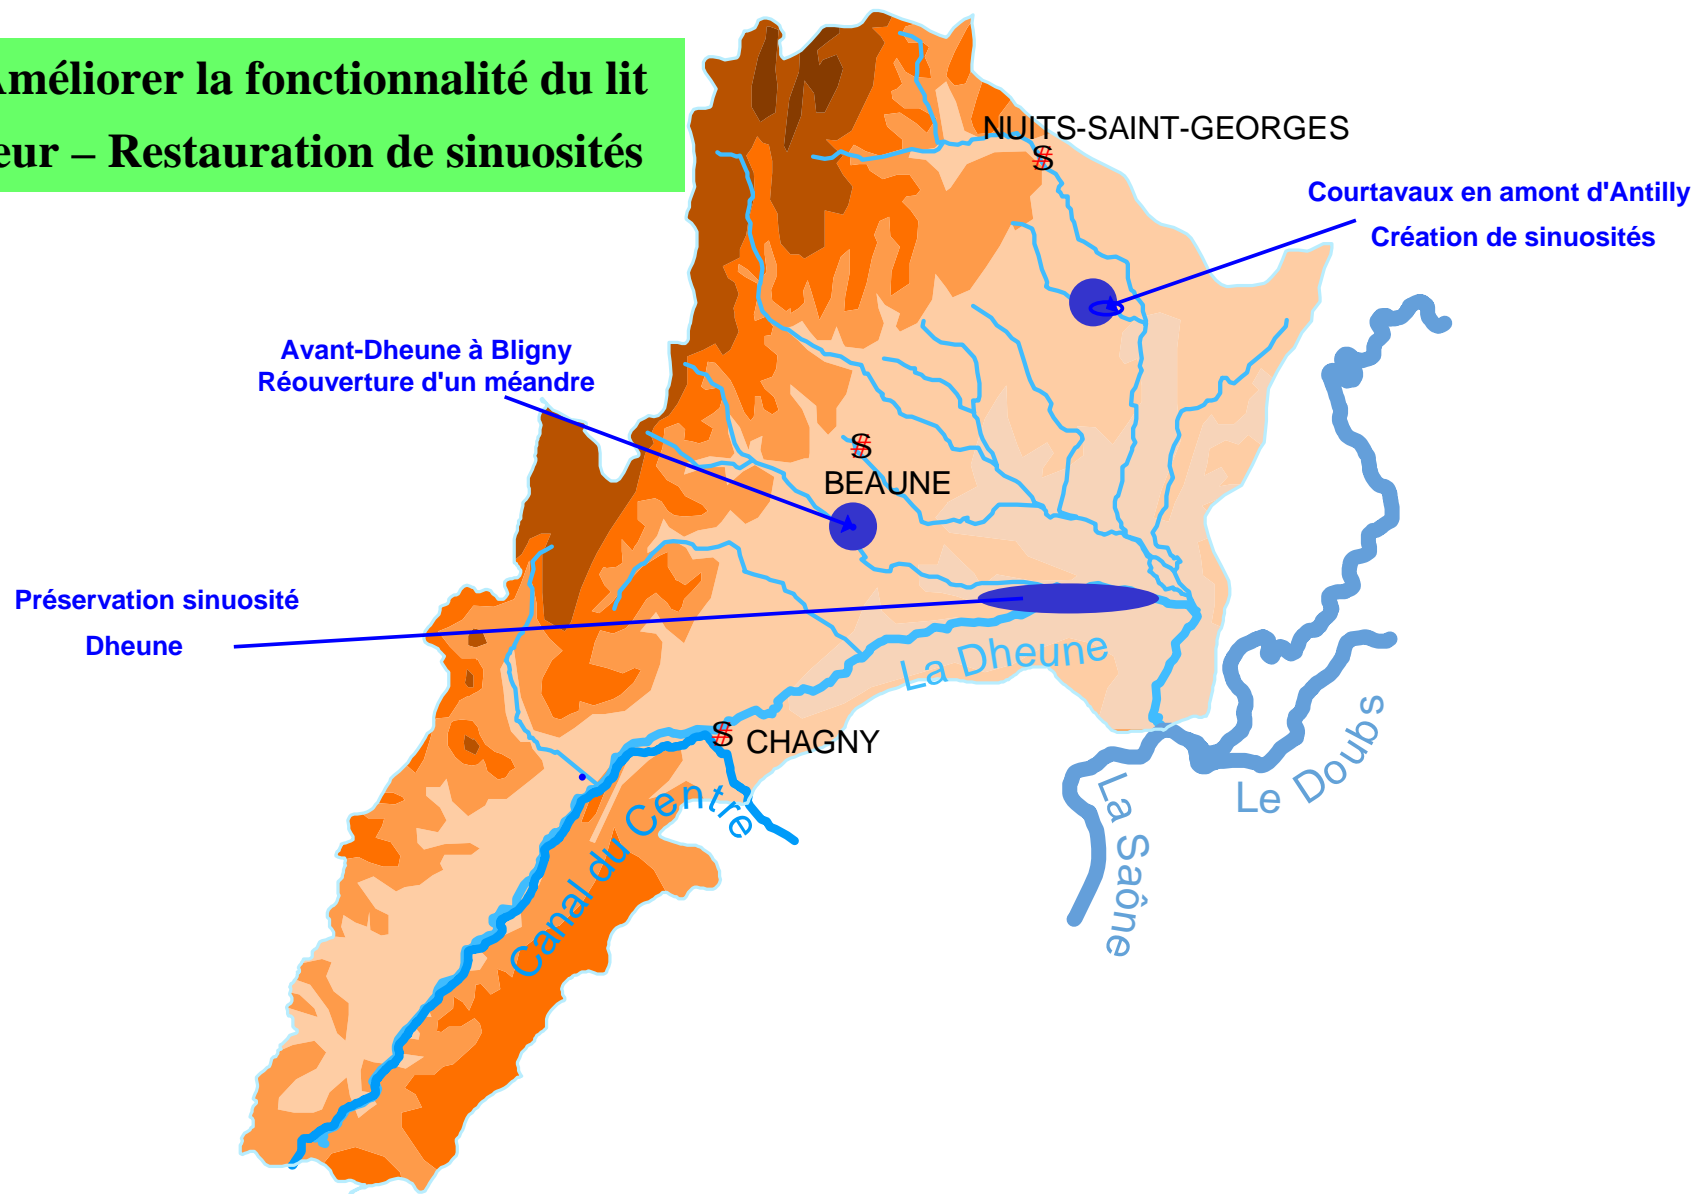 méliorer la fonctionnalité du lit
eur – Restauration de sinuosités
NUITS-SAINT-GEORGES
Courtavaux en amont d'Antilly
Création de sinuosités
Avant-Dheune à Bligny
Réouverture d'un méandre
BEAUNE
Préservation sinuosité
Dheune
La Dheune
CHAGNY
Canal du Centre
La Saône
Le Doubs